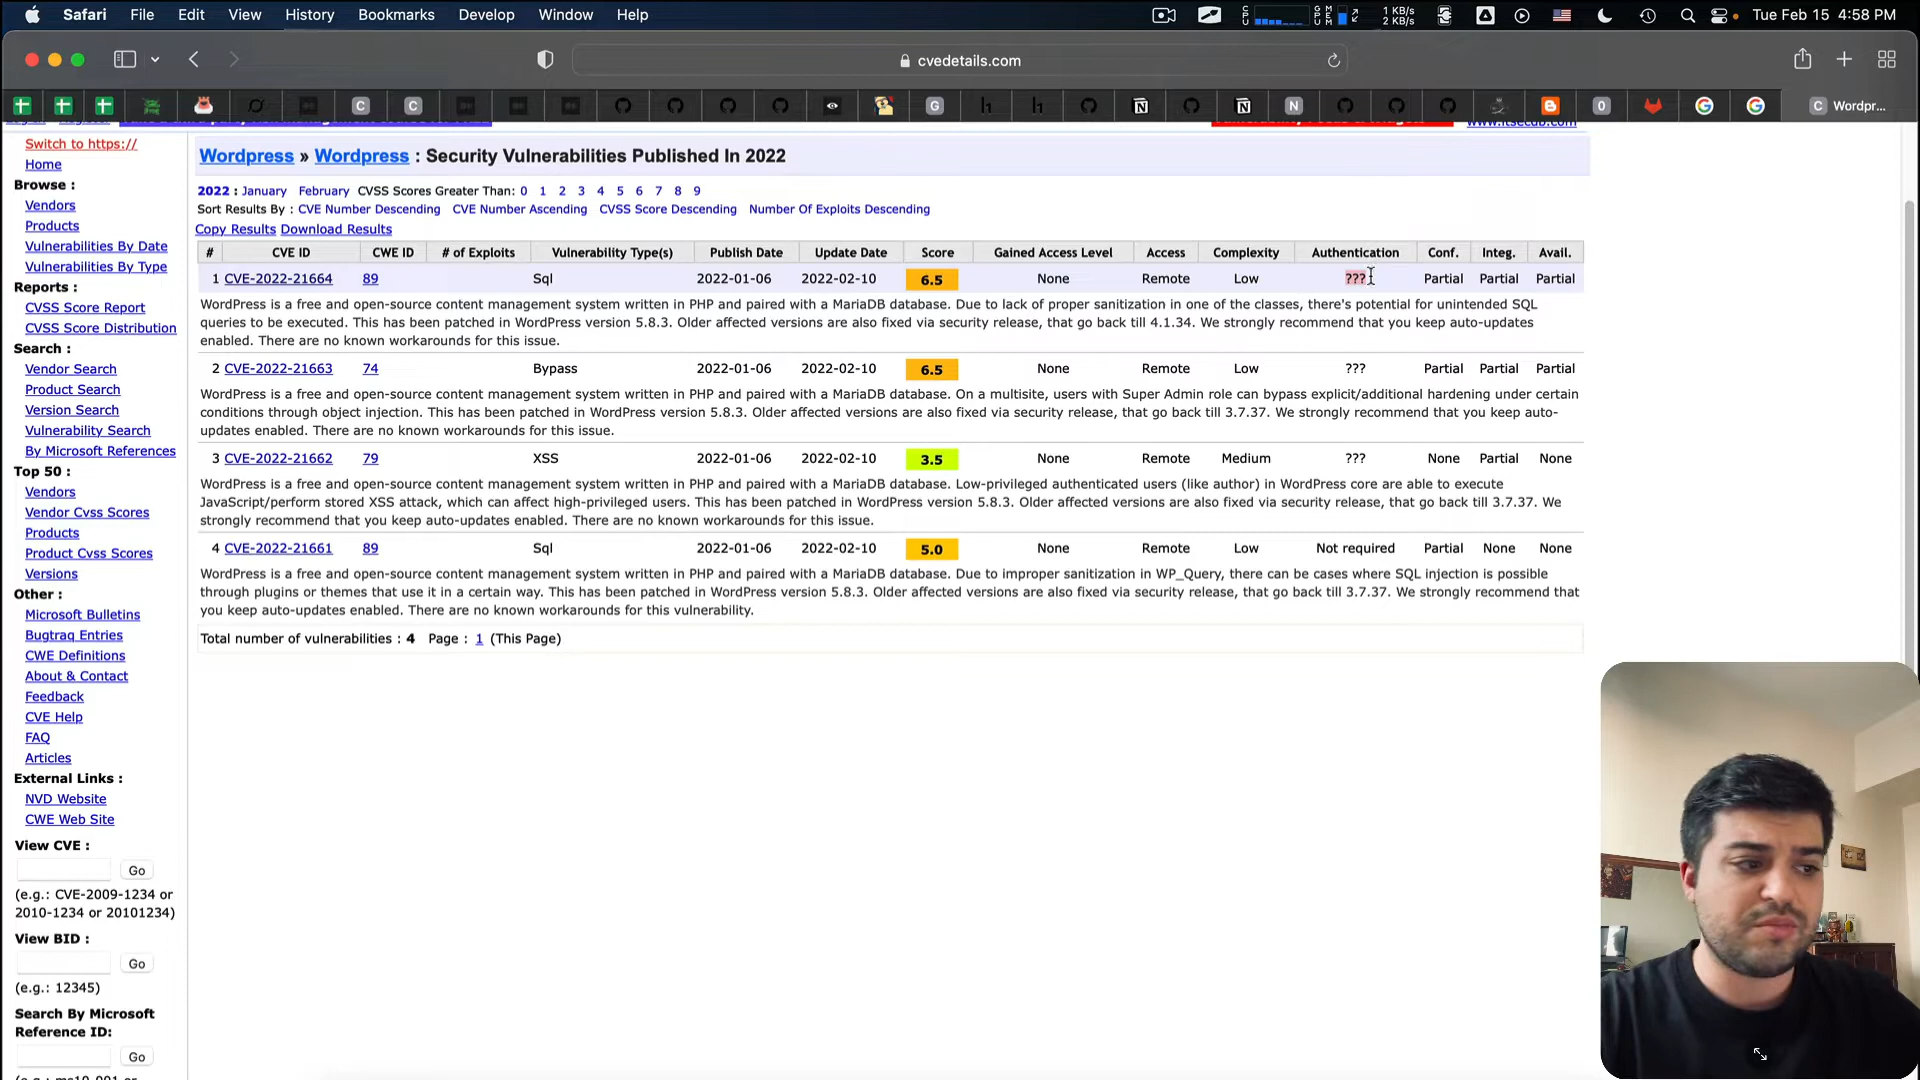 Safari File Edit View History Bookmarks Develop Window Help
1 KB/s
2 KB/s
Tue Feb 15 4:58 PM
cvedetails.com
Wordpr...
www.itsecdb.com
Switch to https://
Home
Browse :
Vendors
Products
Vulnerabilities By Date
Vulnerabilities By Type
Reports :
CVSS Score Report
CVSS Score Distribution
Search :
Vendor Search
Product Search
Version Search
Vulnerability Search
By Microsoft References
Top 50 :
Vendors
Vendor Cvss Scores
Products
Product Cvss Scores
Versions
Other :
Microsoft Bulletins
Bugtraq Entries
CWE Definitions
About & Contact
Feedback
CVE Help
FAQ
Articles
External Links :
NVD Website
CWE Web Site
View CVE :
Go
(e.g.: CVE-2009-1234 or
2010-1234 or 20101234)
View BID :
Go
(e.g.: 12345)
Search By Microsoft
Reference ID:
Go
Wordpress » Wordpress : Security Vulnerabilities Published In 2022
2022 : January February CVSS Scores Greater Than: 0 1 2 3 4 5 6 7 8 9
Sort Results By : CVE Number Descending CVE Number Ascending CVSS Score Descending Number Of Exploits Descending
Copy Results Download Results
# CVE ID CWE ID # of Exploits Vulnerability Type(s) Publish Date Update Date Score Gained Access Level Access Complexity Authentication Conf. Integ. Avail.
1 CVE-2022-21664 89 Sql 2022-01-06 2022-02-10 6.5 None Remote Low ??? Partial Partial Partial
WordPress is a free and open-source content management system written in PHP and paired with a MariaDB database. Due to lack of proper sanitization in one of the classes, there's potential for unintended SQL
queries to be executed. This has been patched in WordPress version 5.8.3. Older affected versions are also fixed via security release, that go back till 4.1.34. We strongly recommend that you keep auto-updates
enabled. There are no known workarounds for this issue.
2 CVE-2022-21663 74 Bypass 2022-01-06 2022-02-10 6.5 None Remote Low ??? Partial Partial Partial
WordPress is a free and open-source content management system written in PHP and paired with a MariaDB database. On a multisite, users with Super Admin role can bypass explicit/additional hardening under certain
conditions through object injection. This has been patched in WordPress version 5.8.3. Older affected versions are also fixed via security release, that go back till 3.7.37. We strongly recommend that you keep auto-
updates enabled. There are no known workarounds for this issue.
3 CVE-2022-21662 79 XSS 2022-01-06 2022-02-10 3.5 None Remote Medium ??? None Partial None
WordPress is a free and open-source content management system written in PHP and paired with a MariaDB database. Low-privileged authenticated users (like author) in WordPress core are able to execute
JavaScript/perform stored XSS attack, which can affect high-privileged users. This has been patched in WordPress version 5.8.3. Older affected versions are also fixed via security release, that go back till 3.7.37. We
strongly recommend that you keep auto-updates enabled. There are no known workarounds for this issue.
4 CVE-2022-21661 89 Sql 2022-01-06 2022-02-10 5.0 None Remote Low Not required Partial None None
WordPress is a free and open-source content management system written in PHP and paired with a MariaDB database. Due to improper sanitization in WP_Query, there can be cases where SQL injection is possible
through plugins or themes that use it in a certain way. This has been patched in WordPress version 5.8.3. Older affected versions are also fixed via security release, that go back till 3.7.37. We strongly recommend that
you keep auto-updates enabled. There are no known workarounds for this vulnerability.
Total number of vulnerabilities : 4 Page : 1 (This Page)